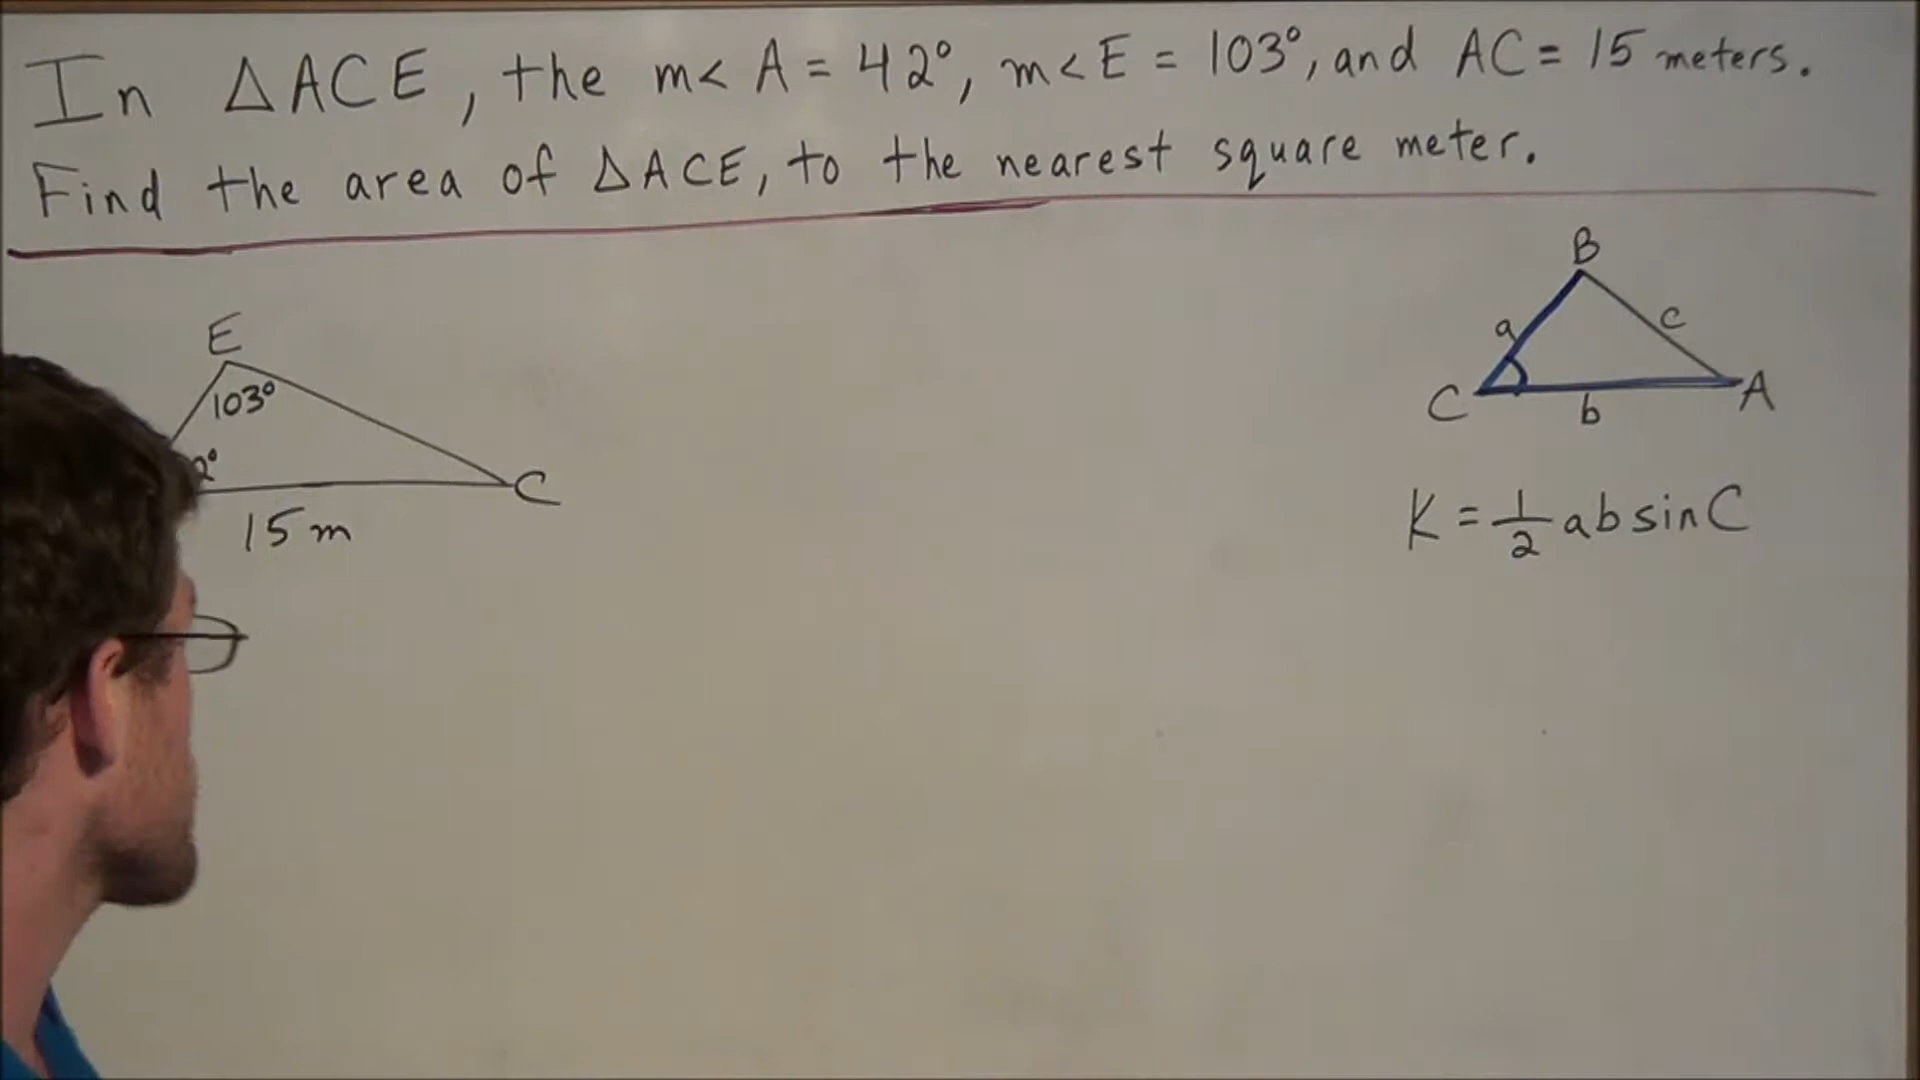 In △ACE, the m< A = 42°, m<E = 103°, and AC = 15 meters.
Find the area of △ACE, to the nearest square meter.
E
103°
2°
C
15 m
B
a
c
C
b
A
K = 1/2 ab sin C